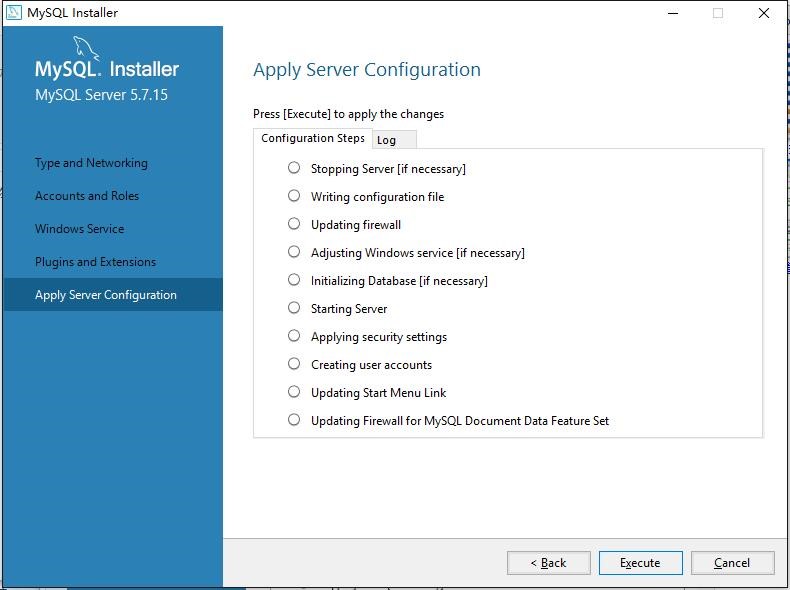 MySQL Installer
MySQL. Installer
MySQL Server 5.7.15
Type and Networking
Accounts and Roles
Windows Service
Plugins and Extensions
Apply Server Configuration
Apply Server Configuration
Press [Execute] to apply the changes
Configuration Steps
Log
Stopping Server [if necessary]
Writing configuration file
Updating firewall
Adjusting Windows service [if necessary]
Initializing Database [if necessary]
Starting Server
Applying security settings
Creating user accounts
Updating Start Menu Link
Updating Firewall for MySQL Document Data Feature Set
< Back
Execute
Cancel